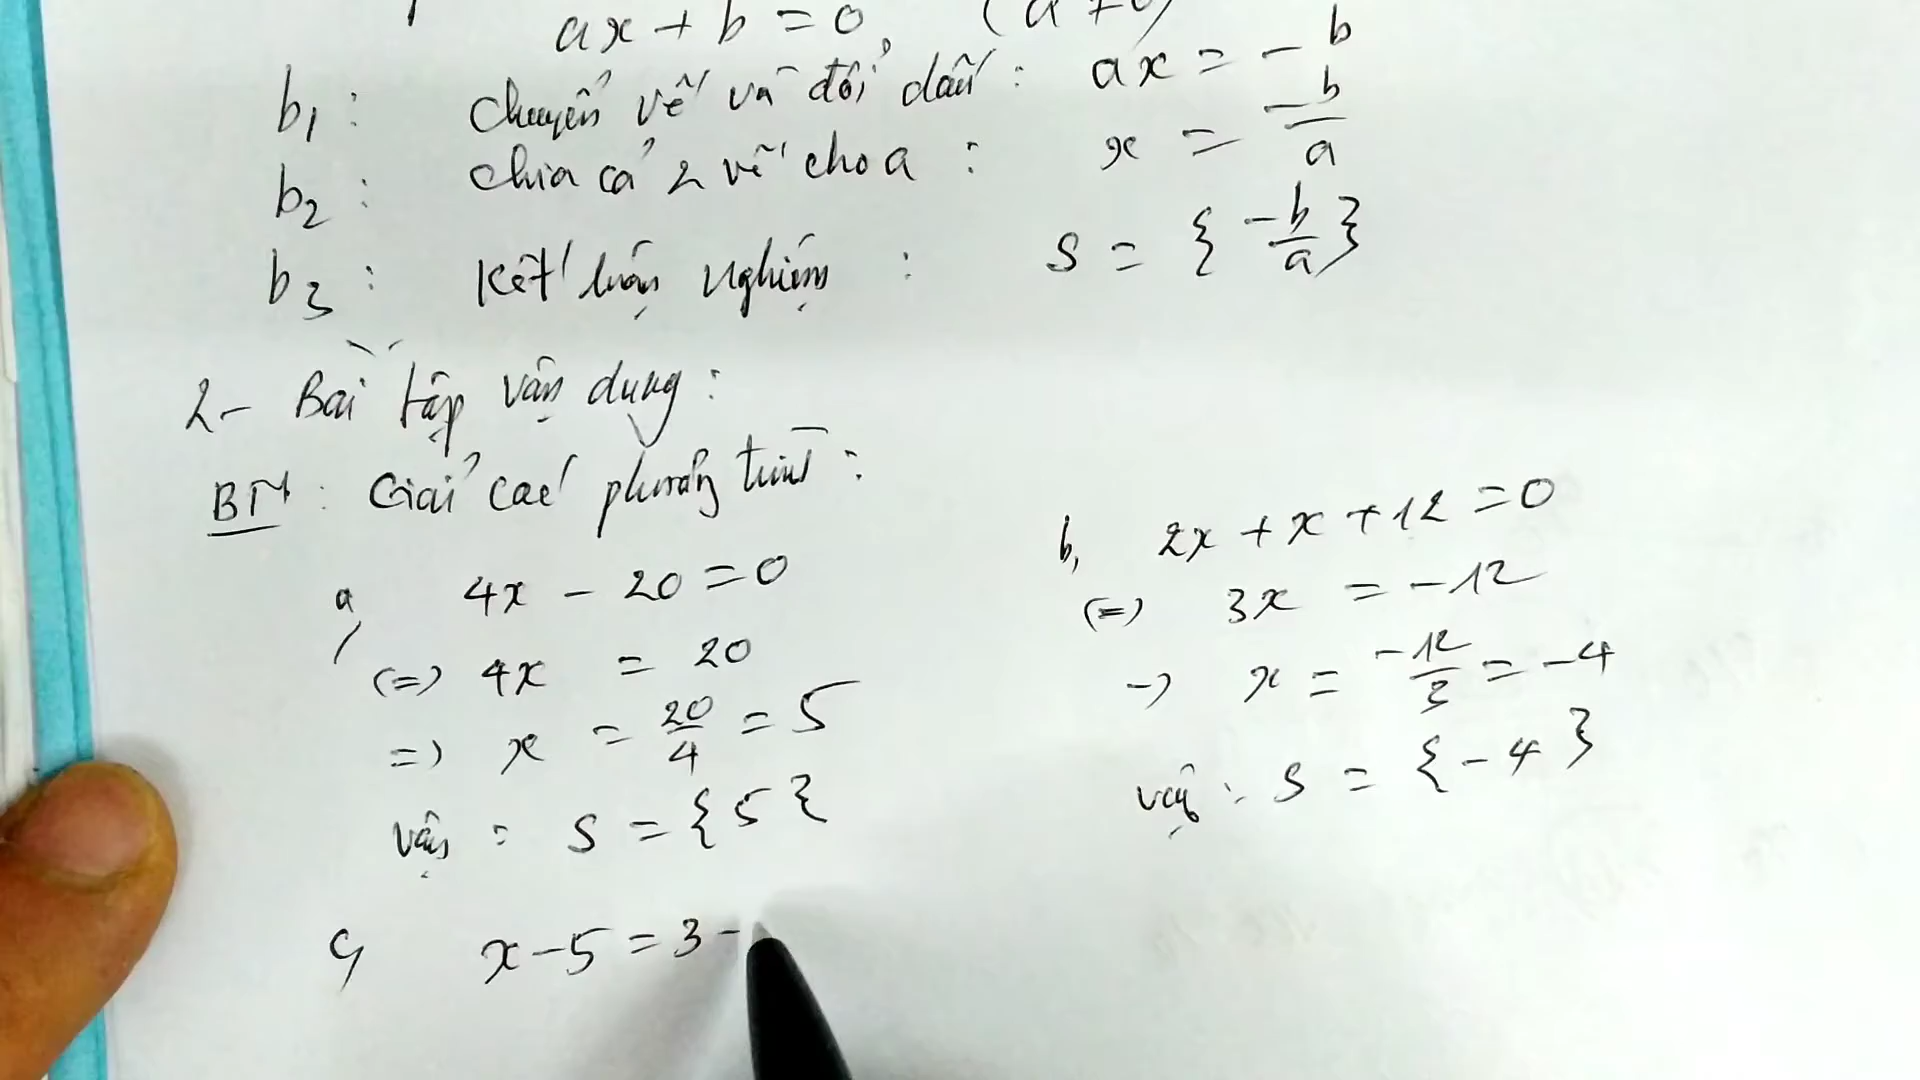 ax + b = 0, (a ≠ 0)
b1 : chuyển vế và đổi dấu : ax = - b
b2 : chia cả 2 vế cho a : x = -b/a
b3 : Kết luận nghiệm : S = { -b/a }
2- Bài tập vận dụng :
BT1 : Giải các phương trình :
a, 4x - 20 = 0
(=) 4x = 20
=) x = 20/4 = 5
vậy : S = { 5 {
b, 2x + x + 12 = 0
(=) 3x = - 12
-) x = -12/3 = -4
vậy : S = { - 4 }
c, x - 5 = 3 -